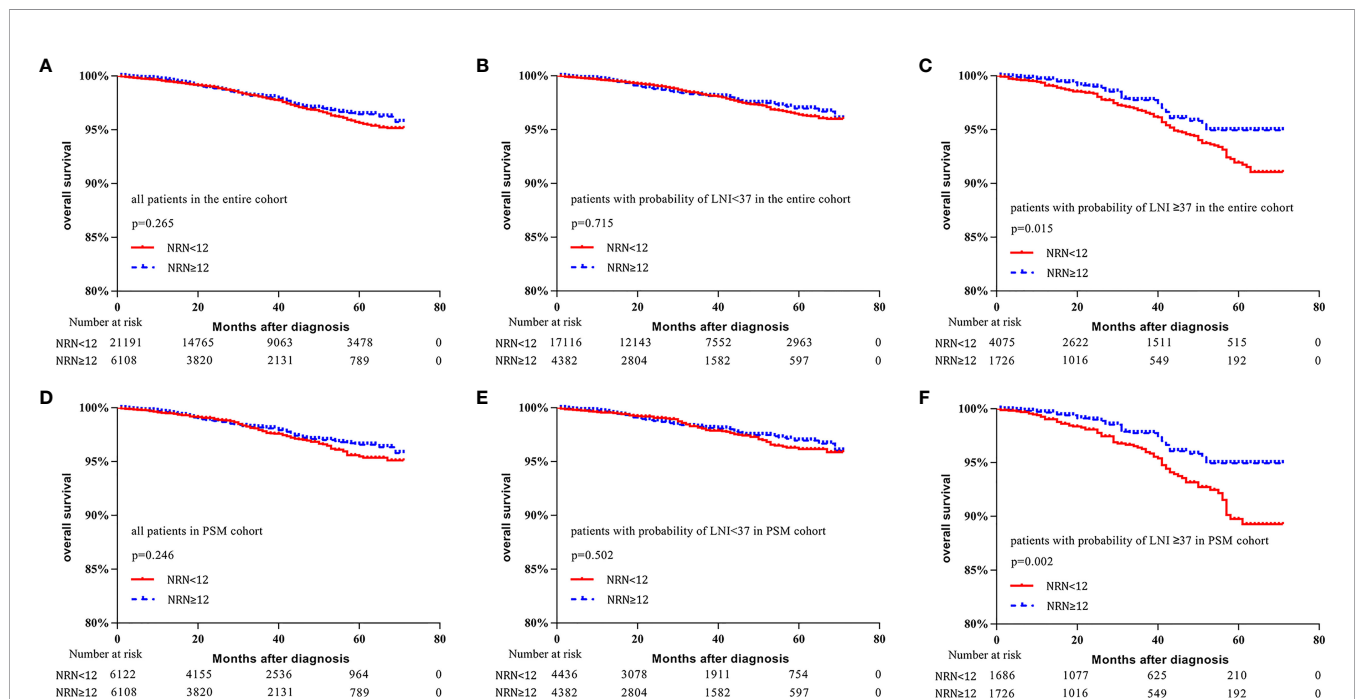 A
100%
95%
90%
85%
80%
overall survival
all patients in the entire cohort
p=0.265
NRN<12
NRN≥12
0 20 40 60 80
Number at risk
Months after diagnosis
NRN<12 21191 14765 9063 3478 0
NRN≥12 6108 3820 2131 789 0
B
100%
95%
90%
85%
80%
overall survival
patients with probability of LNI<37 in the entire cohort
p=0.715
NRN<12
NRN≥12
0 20 40 60 80
Number at risk
Months after diagnosis
NRN<12 17116 12143 7552 2963 0
NRN≥12 4382 2804 1582 597 0
C
100%
95%
90%
85%
80%
overall survival
patients with probability of LNI ≥37 in the entire cohort
p=0.015
NRN<12
NRN≥12
0 20 40 60 80
Number at risk
Months after diagnosis
NRN<12 4075 2622 1511 515 0
NRN≥12 1726 1016 549 192 0
D
100%
95%
90%
85%
80%
overall survival
all patients in PSM cohort
p=0.246
NRN<12
NRN≥12
0 20 40 60 80
Number at risk
Months after diagnosis
NRN<12 6122 4155 2536 964 0
NRN≥12 6108 3820 2131 789 0
E
100%
95%
90%
85%
80%
overall survival
patients with probability of LNI<37 in PSM cohort
p=0.502
NRN<12
NRN≥12
0 20 40 60 80
Number at risk
Months after diagnosis
NRN<12 4436 3078 1911 754 0
NRN≥12 4382 2804 1582 597 0
F
100%
95%
90%
85%
80%
overall survival
patients with probability of LNI ≥37 in PSM cohort
p=0.002
NRN<12
NRN≥12
0 20 40 60 80
Number at risk
Months after diagnosis
NRN<12 1686 1077 625 210 0
NRN≥12 1726 1016 549 192 0